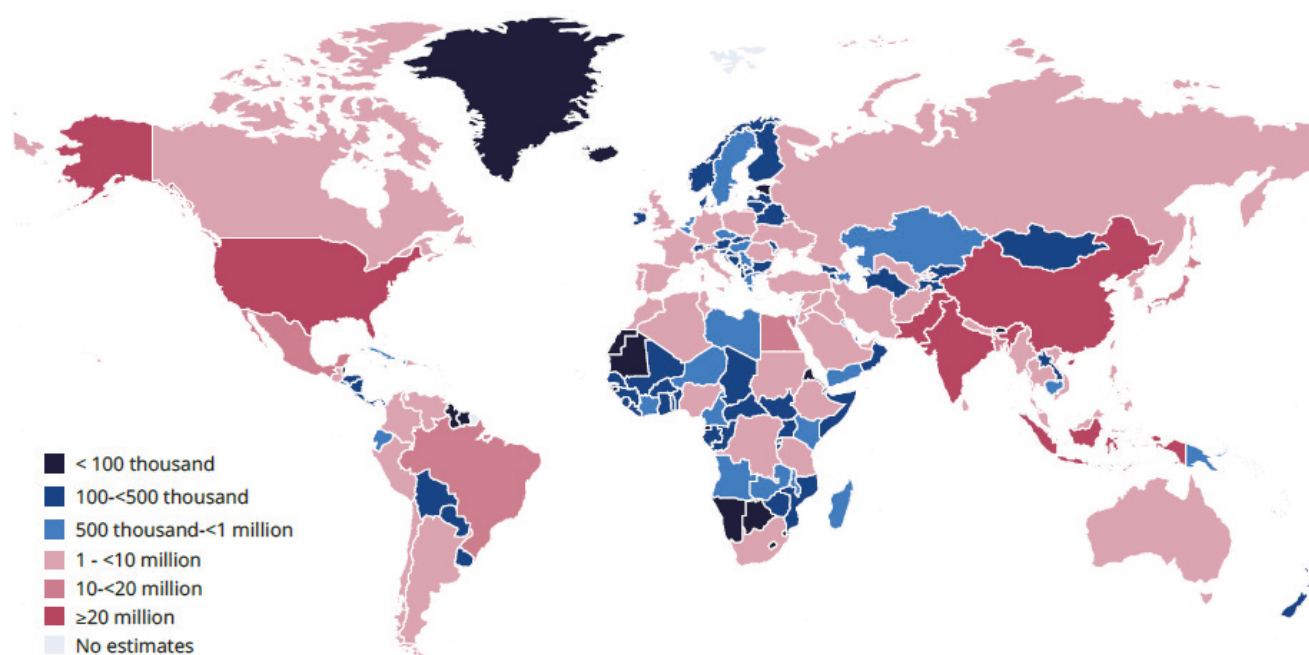 < 100 thousand
100-<500 thousand
500 thousand-<1 million
1 - <10 million
10-<20 million
≥20 million
No estimates